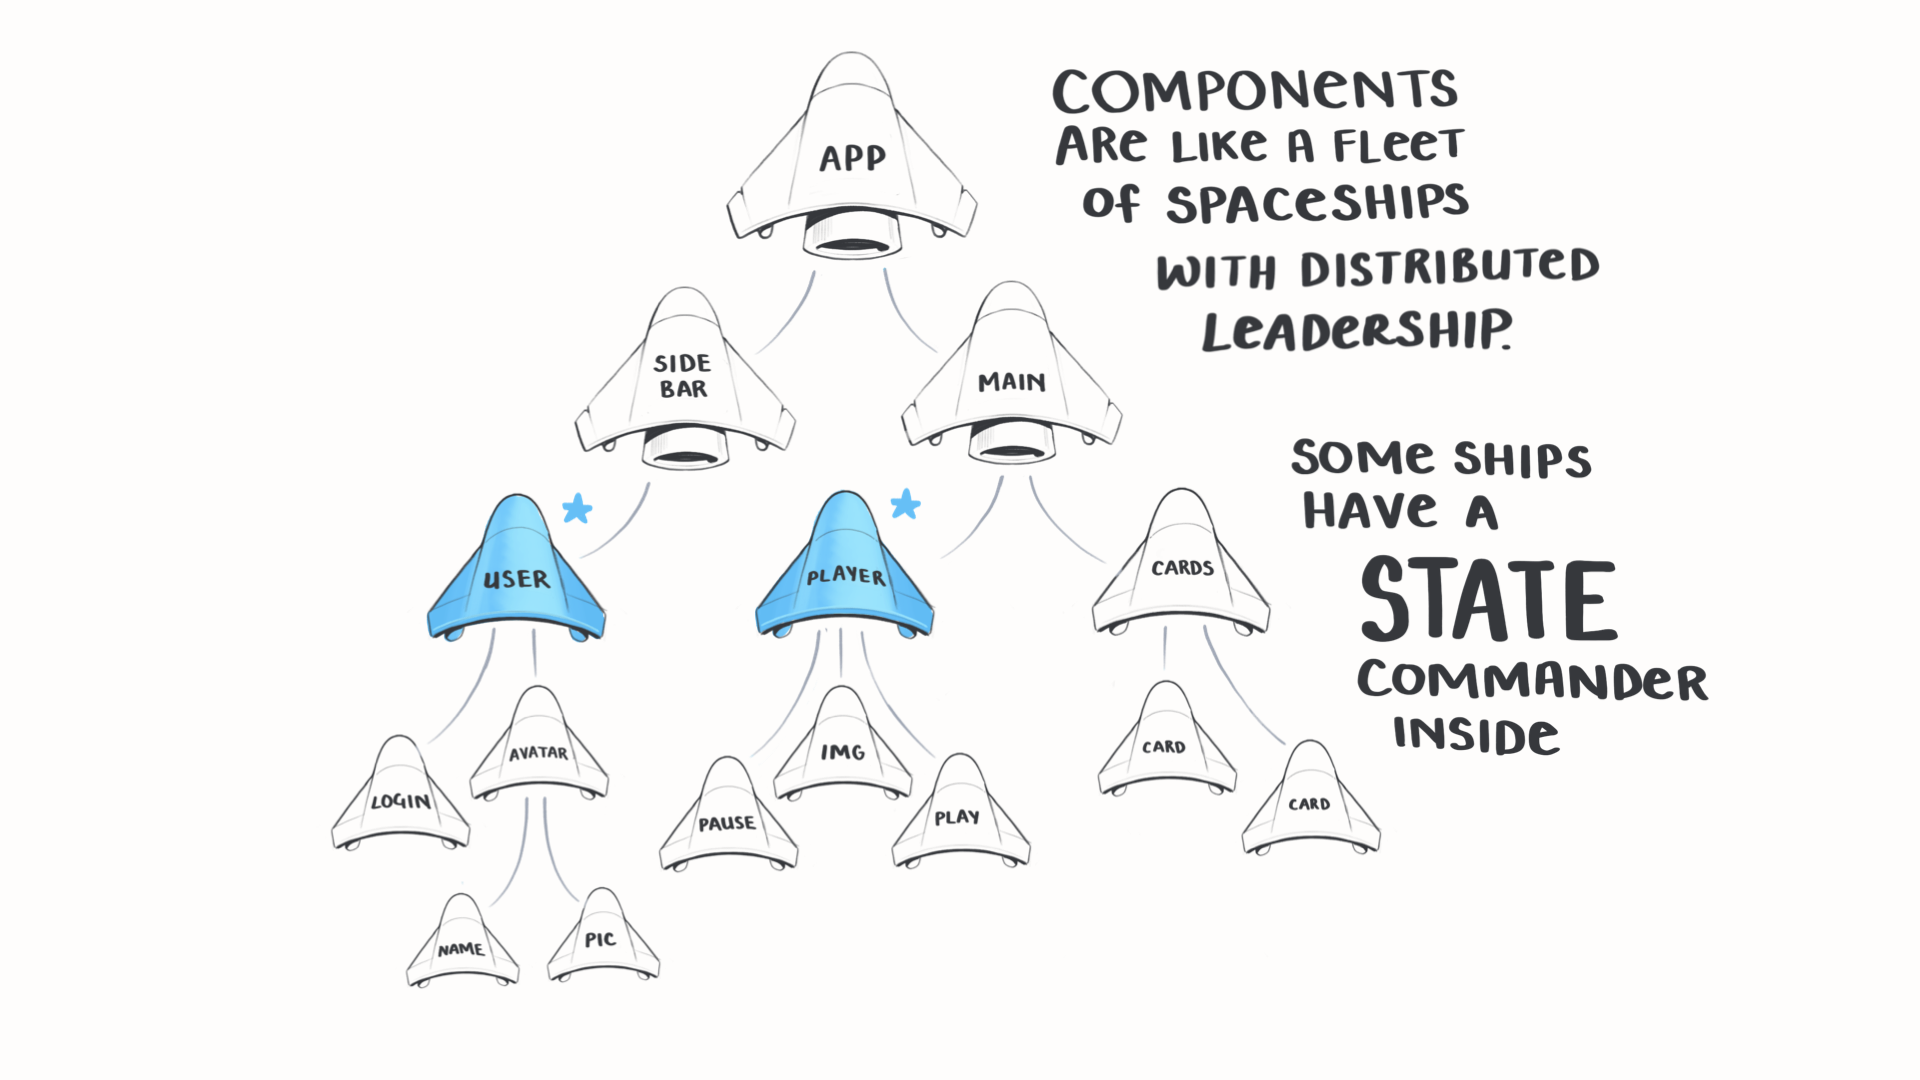 APP
COMPONENTS
ARE LIKE A FLEET
OF SPACESHIPS
WITH DISTRIBUTED
LEADERSHIP.
SIDE
BAR
MAIN
SOME SHIPS
HAVE A
STATE
COMMANDER
INSIDE
USER
PLAYER
CARDS
LOGIN
AVATAR
PAUSE
IMG
PLAY
CARD
CARD
NAME
PIC